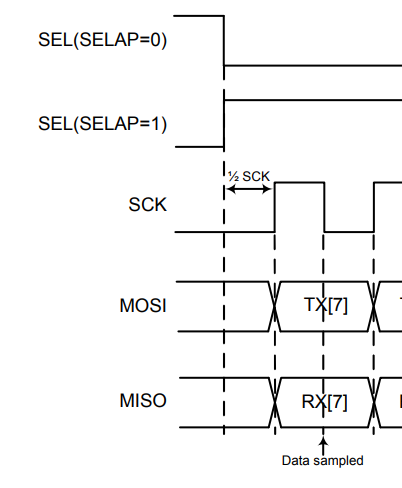 SEL(SELAP=0)
SEL(SELAP=1)
½ SCK
SCK
MOSI
TX[7]
MISO
RX[7]
Data sampled